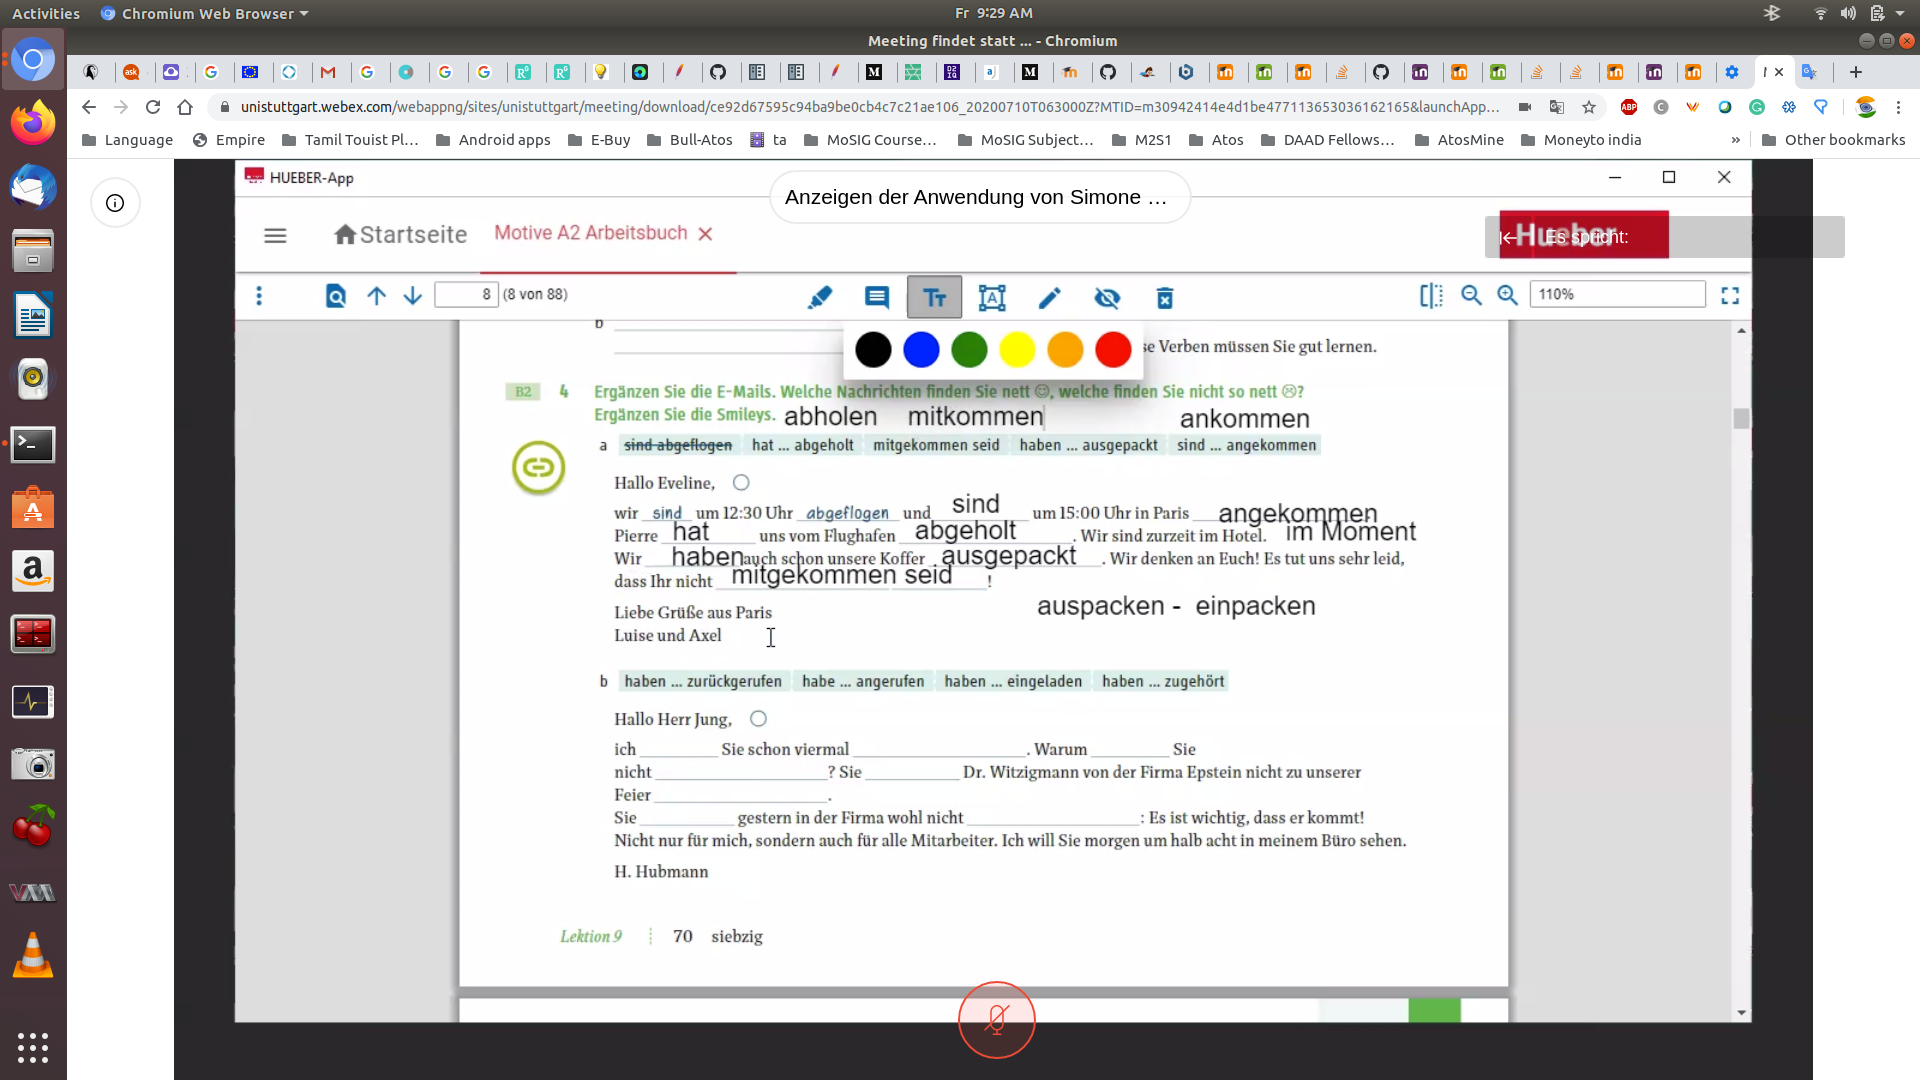 Activities Chromium Web Browser Fr 9:29 AM
Meeting findet statt ... - Chromium
unistuttgart.webex.com/webappng/sites/unistuttgart/meeting/download/ce92d67595c94ba9be0cb4c7c21ae106_20200710T063000Z?MTID=m30942414e4d1be477113653036162165&launchApp...
Language Empire Tamil Touist Pl... Android apps E-Buy Bull-Atos ta MoSIG Course... MoSIG Subject... M2S1 Atos DAAD Fellows... AtosMine Moneyto india » Other bookmarks
HUEBER-App
Anzeigen der Anwendung von Simone ...
Startseite Motive A2 Arbeitsbuch Hueber Es spricht:
8 (8 von 88) 110%
b
se Verben müssen Sie gut lernen.
B2 4 Ergänzen Sie die E-Mails. Welche Nachrichten finden Sie nett ☺, welche finden Sie nicht so nett ☹?
Ergänzen Sie die Smileys. abholen mitkommen ankommen
a sind abgeflogen hat ... abgeholt mitgekommen seid haben ... ausgepackt sind ... angekommen
Hallo Eveline,
wir sind um 12:30 Uhr abgeflogen und sind um 15:00 Uhr in Paris angekommen.
Pierre hat uns vom Flughafen abgeholt. Wir sind zurzeit im Hotel. im Moment
Wir haben auch schon unsere Koffer ausgepackt. Wir denken an Euch! Es tut uns sehr leid,
dass Ihr nicht mitgekommen seid!
auspacken - einpacken
Liebe Grüße aus Paris
Luise und Axel
b haben ... zurückgerufen habe ... angerufen haben ... eingeladen haben ... zugehört
Hallo Herr Jung,
ich ________ Sie schon viermal ________________. Warum ________ Sie
nicht ________________? Sie ________ Dr. Witzigmann von der Firma Epstein nicht zu unserer
Feier ________________.
Sie ________ gestern in der Firma wohl nicht ________________: Es ist wichtig, dass er kommt!
Nicht nur für mich, sondern auch für alle Mitarbeiter. Ich will Sie morgen um halb acht in meinem Büro sehen.
H. Hubmann
Lektion 9 70 siebzig